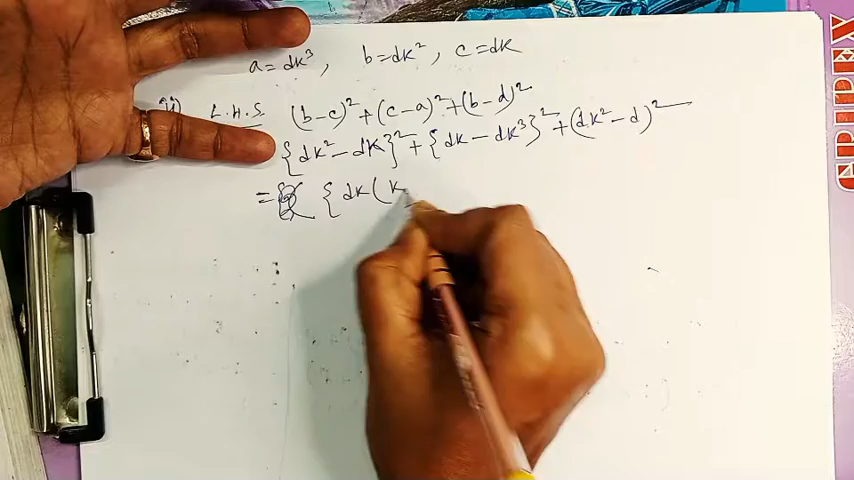 a = dk³, b = dk², c = dk
L.H.S. (b-c)² + (c-a)² + (b-d)²
{dk² - dk}² + {dk - dk³}² + (dk² - d)²
= {dk(k